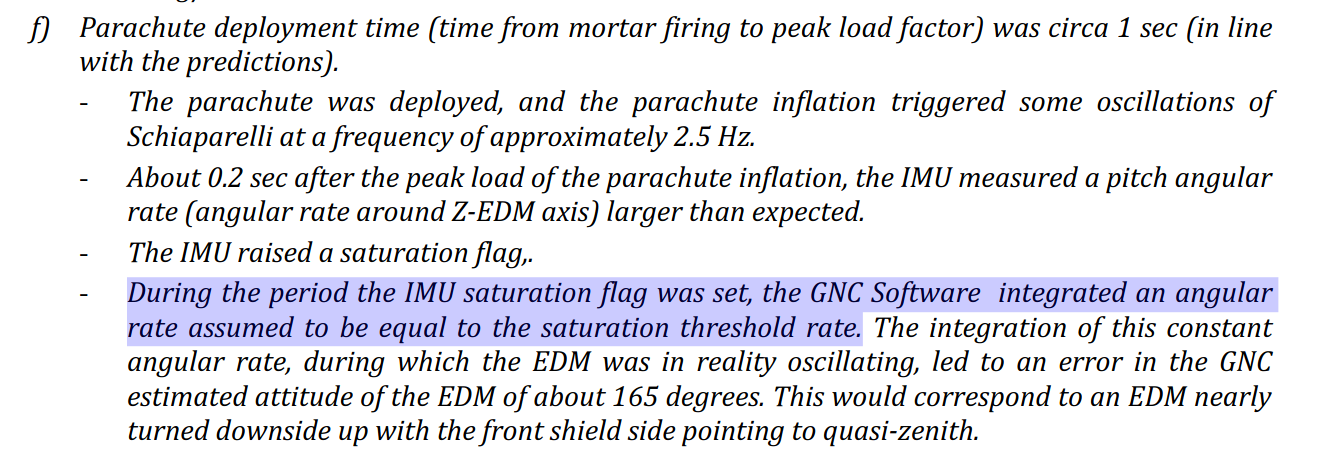 f) Parachute deployment time (time from mortar firing to peak load factor) was circa 1 sec (in line
with the predictions).
- The parachute was deployed, and the parachute inflation triggered some oscillations of
Schiaparelli at a frequency of approximately 2.5 Hz.
- About 0.2 sec after the peak load of the parachute inflation, the IMU measured a pitch angular
rate (angular rate around Z-EDM axis) larger than expected.
- The IMU raised a saturation flag,.
- During the period the IMU saturation flag was set, the GNC Software integrated an angular
rate assumed to be equal to the saturation threshold rate. The integration of this constant
angular rate, during which the EDM was in reality oscillating, led to an error in the GNC
estimated attitude of the EDM of about 165 degrees. This would correspond to an EDM nearly
turned downside up with the front shield side pointing to quasi-zenith.